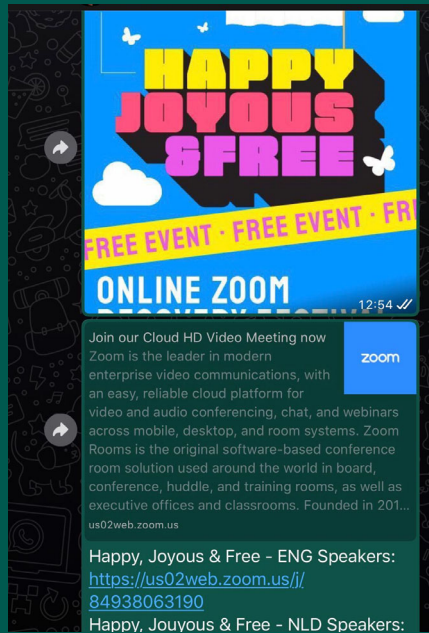 HAPPY
JOYOUS
&FREE
FREE EVENT · FREE EVENT · FR
ONLINE ZOOM
RECOVERY FESTIVAL
12:54
Join our Cloud HD Video Meeting now
zoom
Zoom is the leader in modern
enterprise video communications, with
an easy, reliable cloud platform for
video and audio conferencing, chat, and webinars
across mobile, desktop, and room systems. Zoom
Rooms is the original software-based conference
room solution used around the world in board,
conference, huddle, and training rooms, as well as
executive offices and classrooms. Founded in 201...
us02web.zoom.us
Happy, Joyous & Free - ENG Speakers:
https://us02web.zoom.us/j/
84938063190
Happy, Jouyous & Free - NLD Speakers: